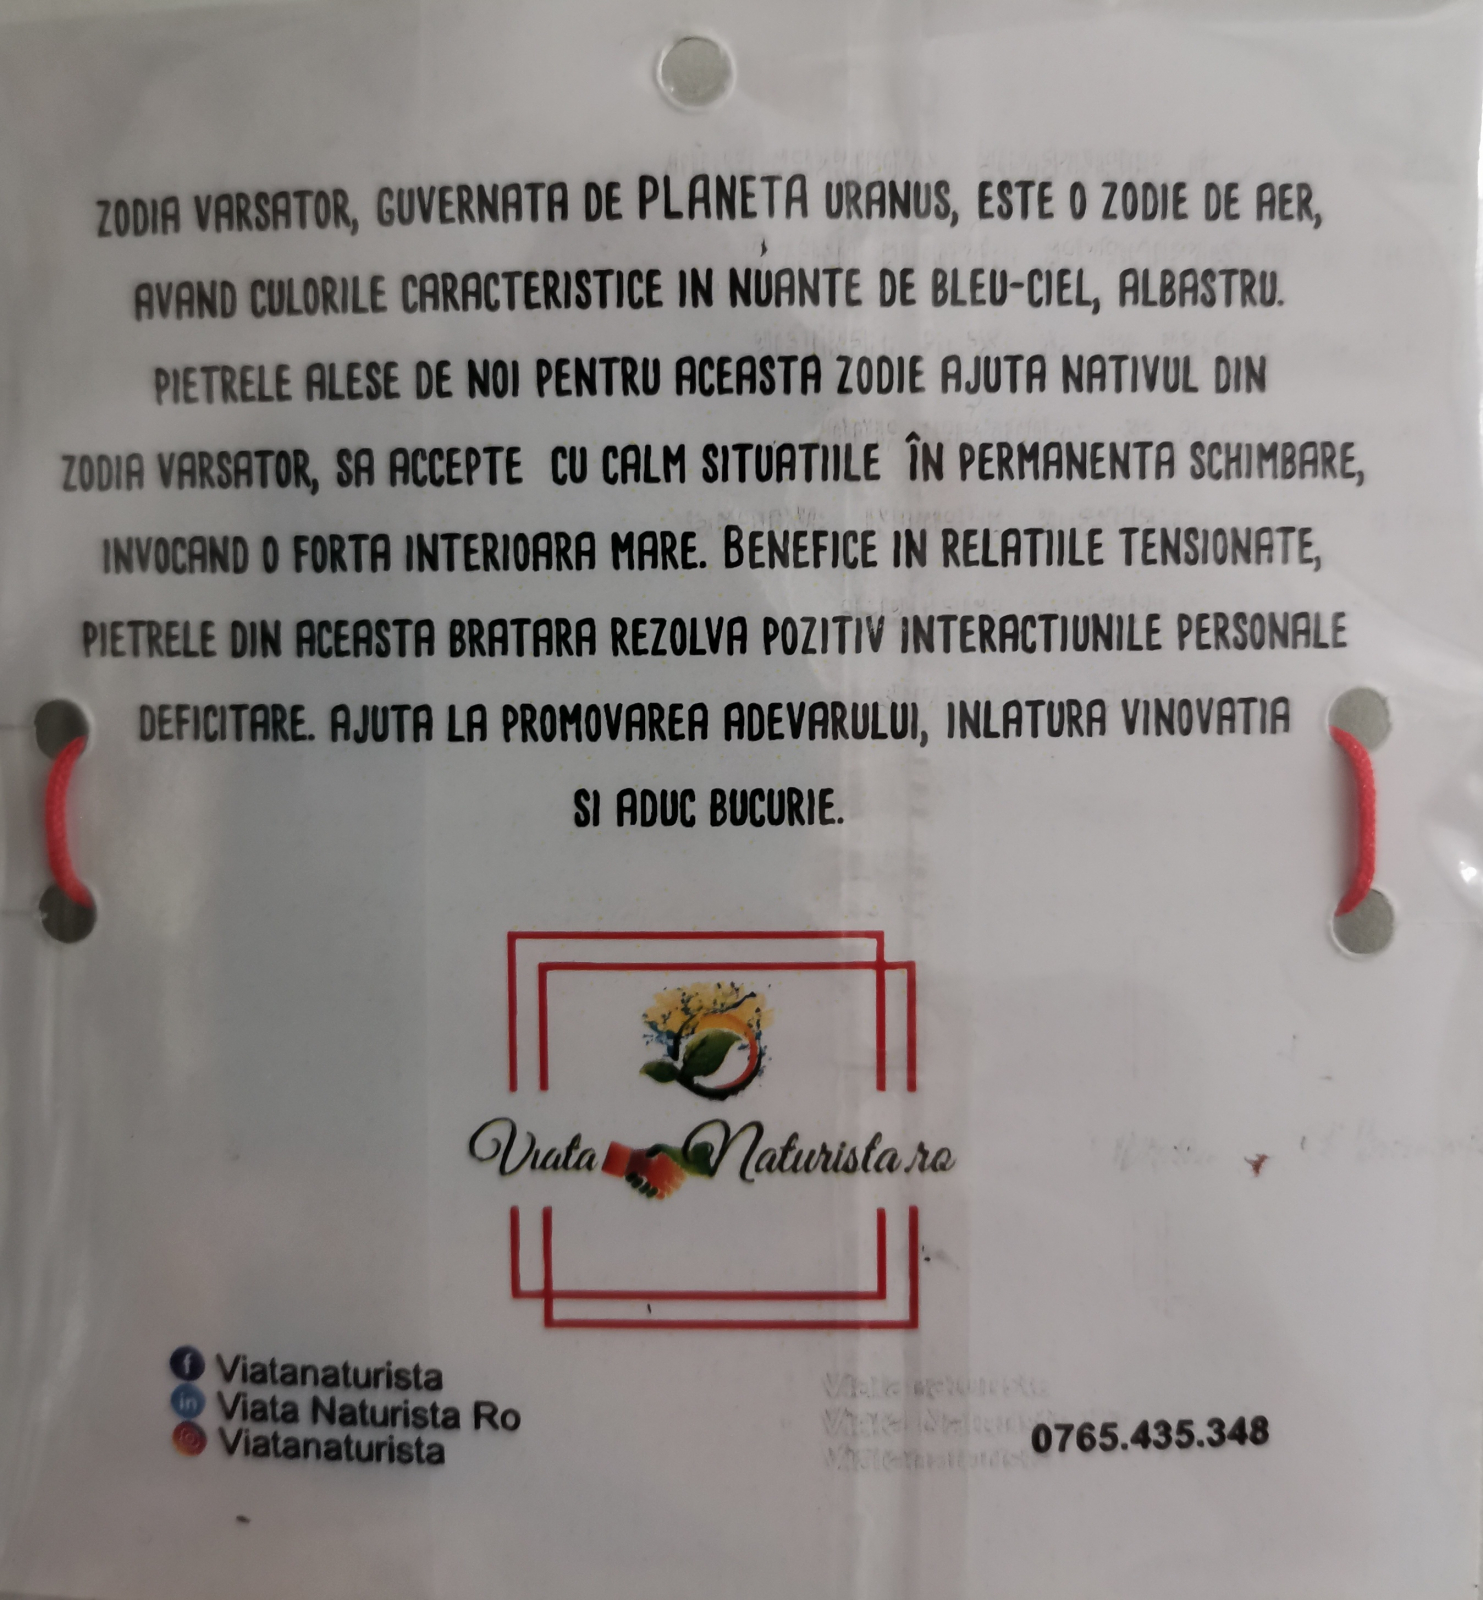 ZODIA VARSATOR, GUVERNATA DE PLANETA URANUS, ESTE O ZODIE DE AER,
AVAND CULORILE CARACTERISTICE IN NUANTE DE BLEU-CIEL, ALBASTRU.
PIETRELE ALESE DE NOI PENTRU ACEASTA ZODIE AJUTA NATIVUL DIN
ZODIA VARSATOR, SA ACCEPTE CU CALM SITUATIILE ÎN PERMANENTA SCHIMBARE,
INVOCAND O FORTA INTERIOARA MARE. BENEFICE IN RELATIILE TENSIONATE,
PIETRELE DIN ACEASTA BRATARA REZOLVA POZITIV INTERACTIUNILE PERSONALE
DEFICITARE. AJUTA LA PROMOVAREA ADEVARULUI, INLATURA VINOVATIA
SI ADUC BUCURIE.
Viata Naturista.ro
Viatanaturista
Viata Naturista Ro
Viatanaturista
0765.435.348